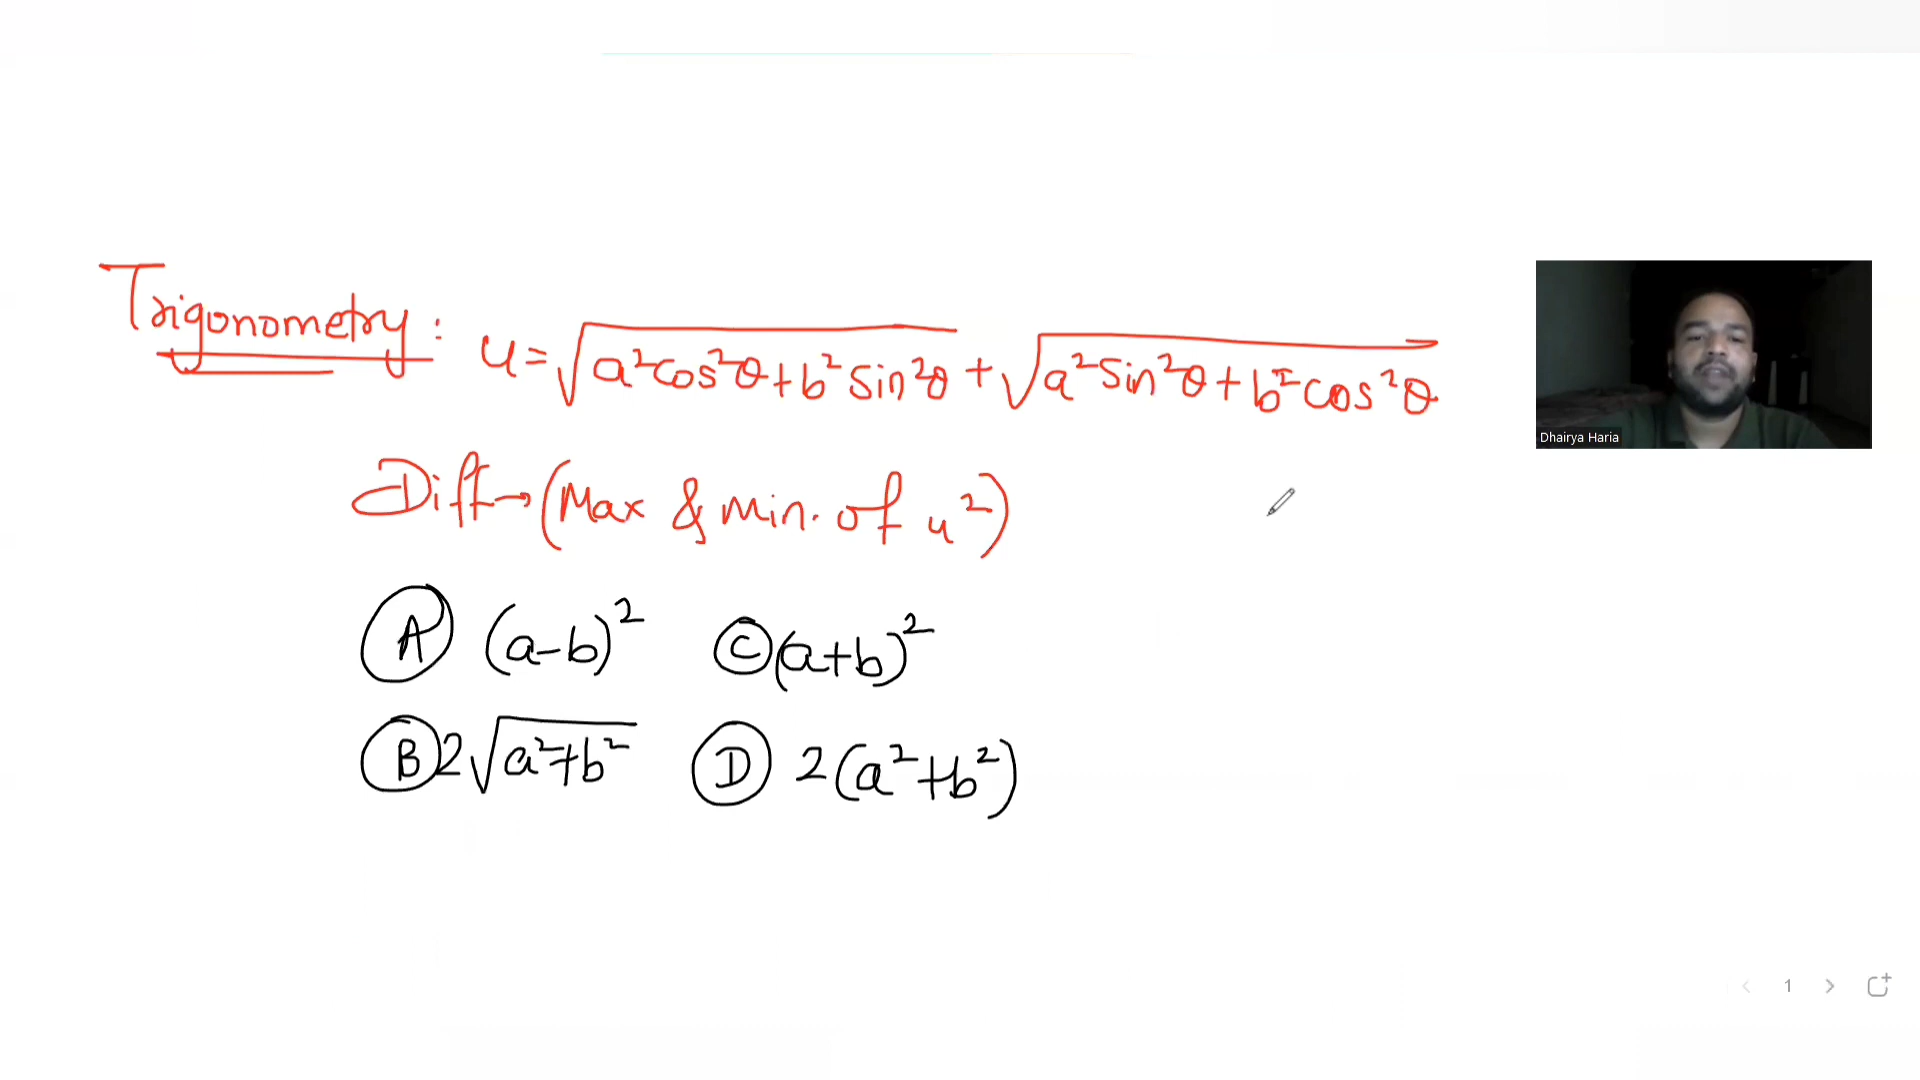 Trigonometry: u=√a²cos²θ+b²sin²θ + √a²sin²θ+b²cos²θ
Diff→(Max & min. of u²)
A (a-b)² C (a+b)²
B 2√a²+b² D 2(a²+b²)
Dhairya Haria
1